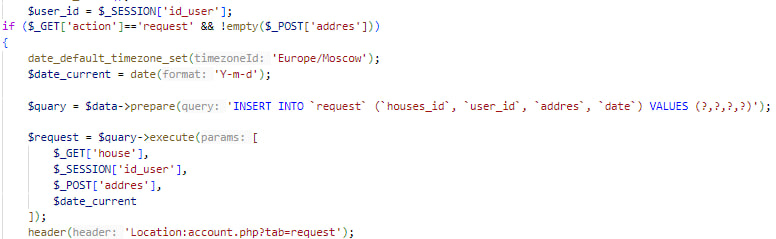 $user_id = $_SESSION['id_user'];
if ($_GET['action']=='request' && !empty($_POST['addres']))
{
date_default_timezone_set(timezoneId: 'Europe/Moscow');
$date_current = date(format: 'Y-m-d');
$quary = $data->prepare(query: 'INSERT INTO `request` (`houses_id`, `user_id`, `addres`, `date`) VALUES (?,?,?,?)');
$request = $quary->execute(params: [
$_GET['house'],
$_SESSION['id_user'],
$_POST['addres'],
$date_current
]);
header(header: 'Location:account.php?tab=request');